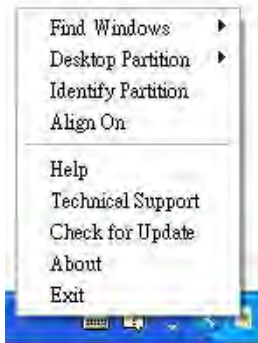 Find Windows
Desktop Partition
Identify Partition
Align On
Help
Technical Support
Check for Update
About
Exit